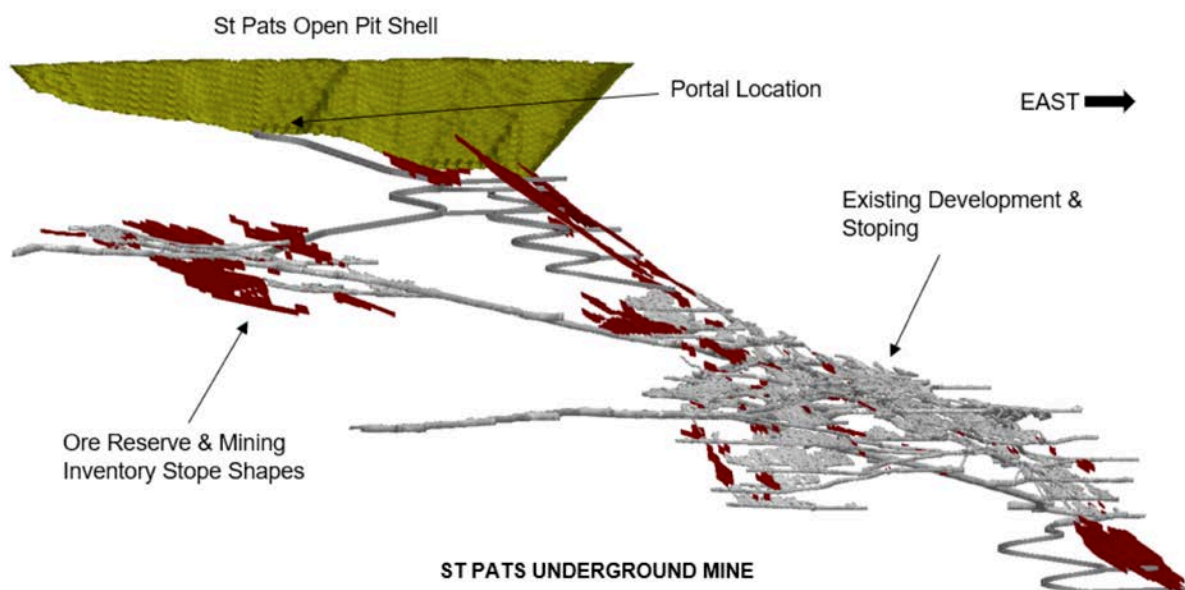 St Pats Open Pit Shell
Portal Location
EAST
Existing Development &
Stoping
Ore Reserve & Mining
Inventory Stope Shapes
ST PATS UNDERGROUND MINE